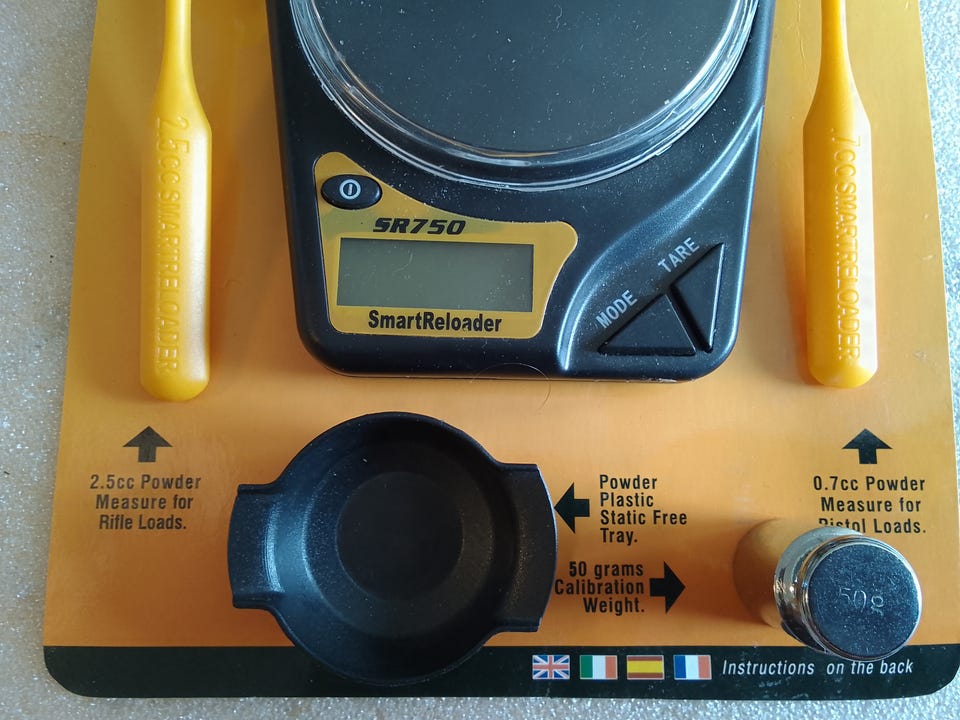 2.5CC SMARTRELOADER
SR750
SmartReloader
MODE
TARE
.7CC SMARTRELOADER
2.5cc Powder
Measure for
Rifle Loads.
Powder
Plastic
Static Free
Tray.
0.7cc Powder
Measure for
Pistol Loads.
50 grams
Calibration
Weight.
50g
Instructions on the back